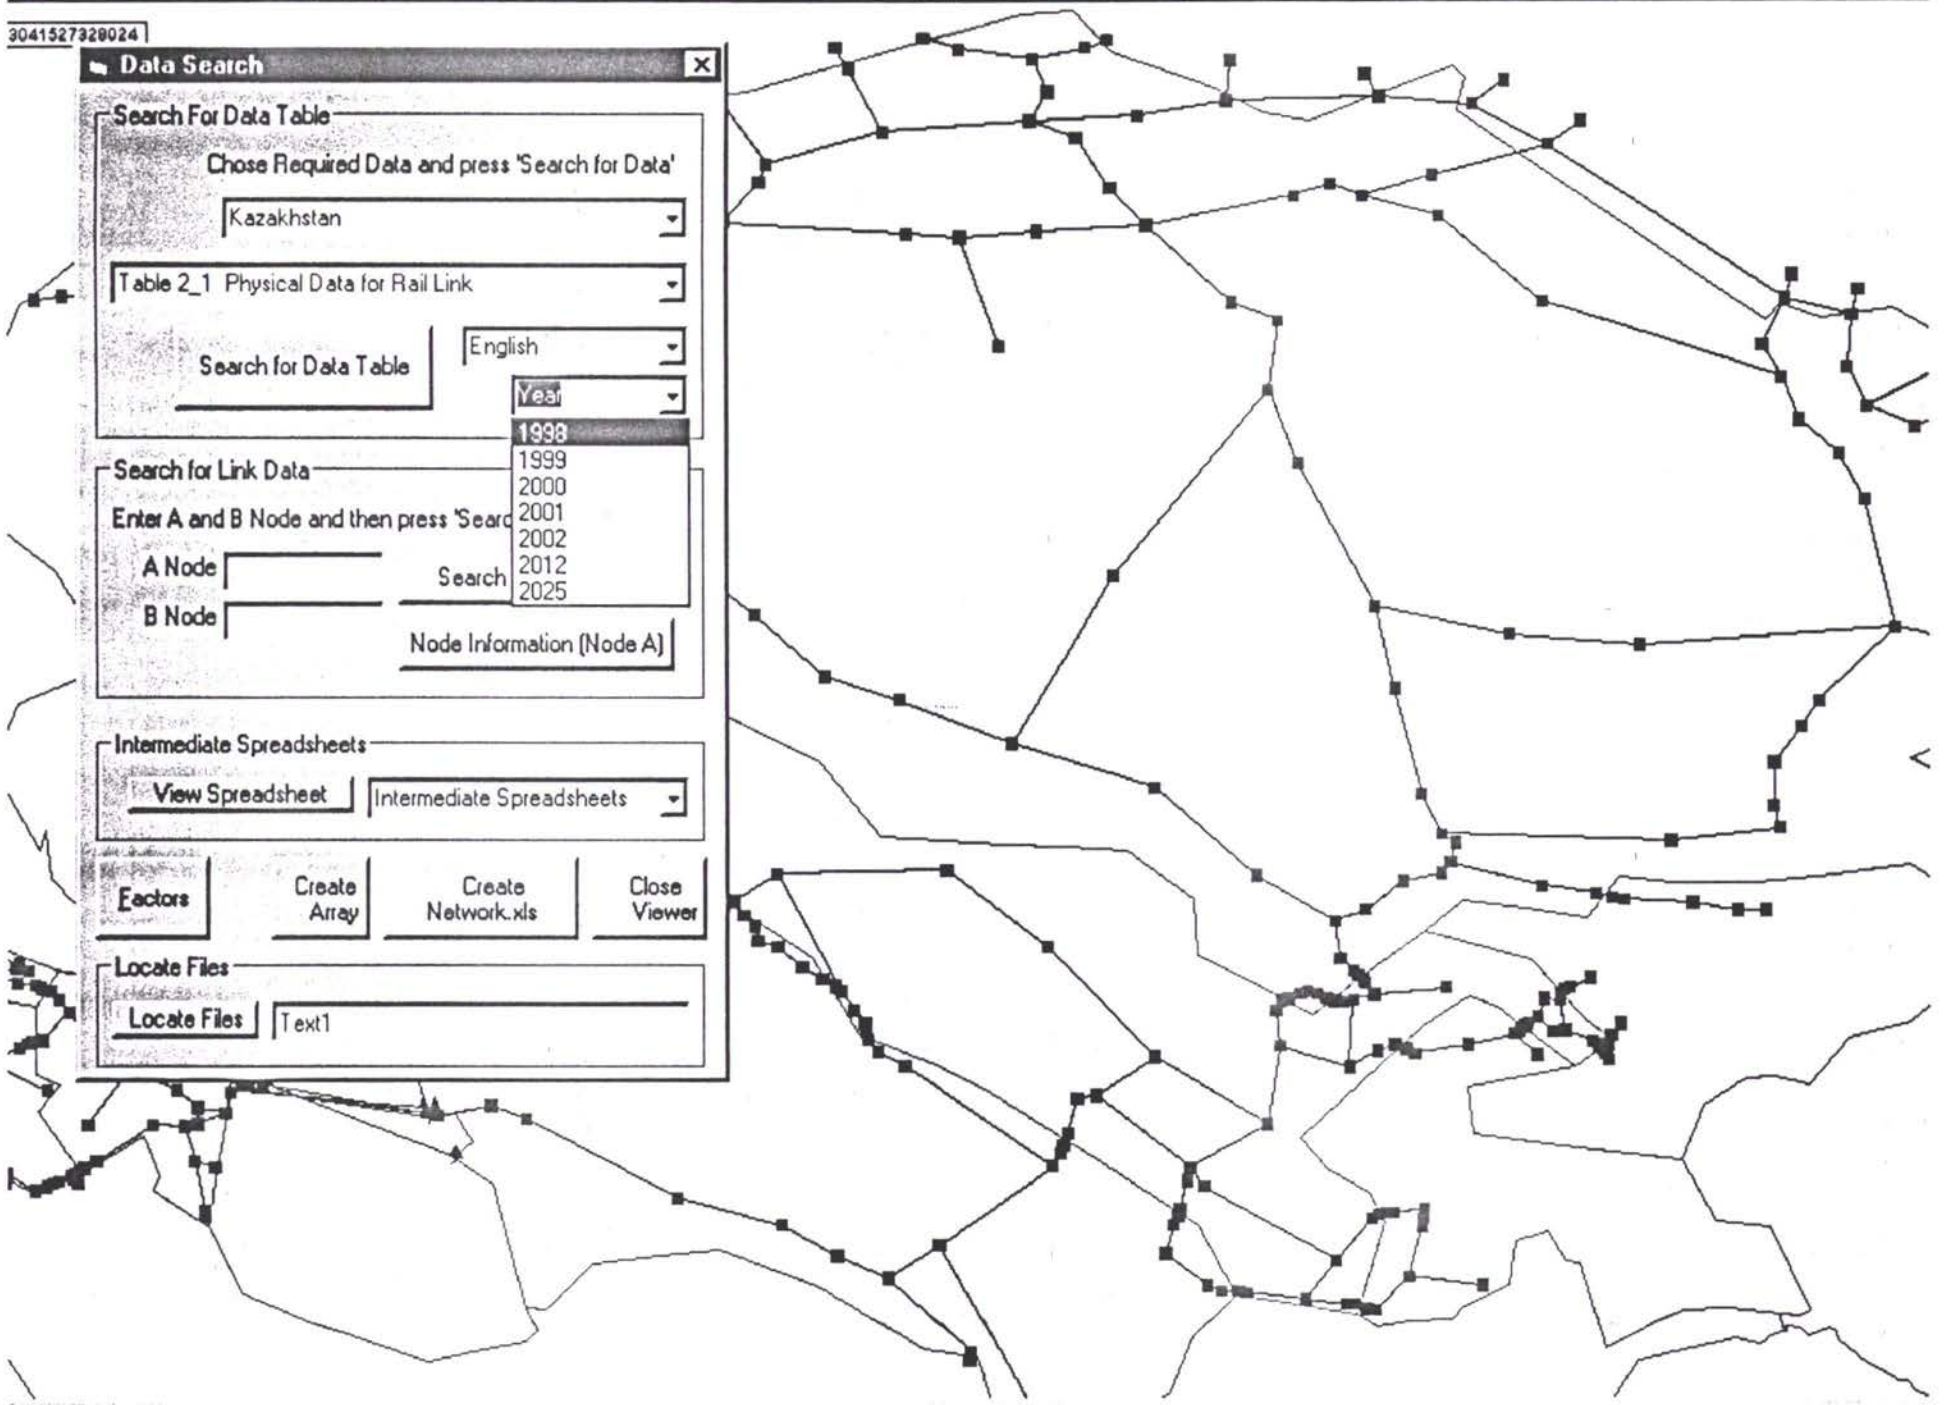 3041527328024
Data Search
Search For Data Table
Chose Required Data and press 'Search for Data'
Kazakhstan
Table 2_1 Physical Data for Rail Link
Search for Data Table
English
Year
1998
1999
2000
2001
2002
2012
2025
Search for Link Data
Enter A and B Node and then press 'Searc
A Node
Search
B Node
Node Information (Node A)
Intermediate Spreadsheets
View Spreadsheet
Intermediate Spreadsheets
Factors
Create
Array
Create
Network.xls
Close
Viewer
Locate Files
Locate Files
Text1